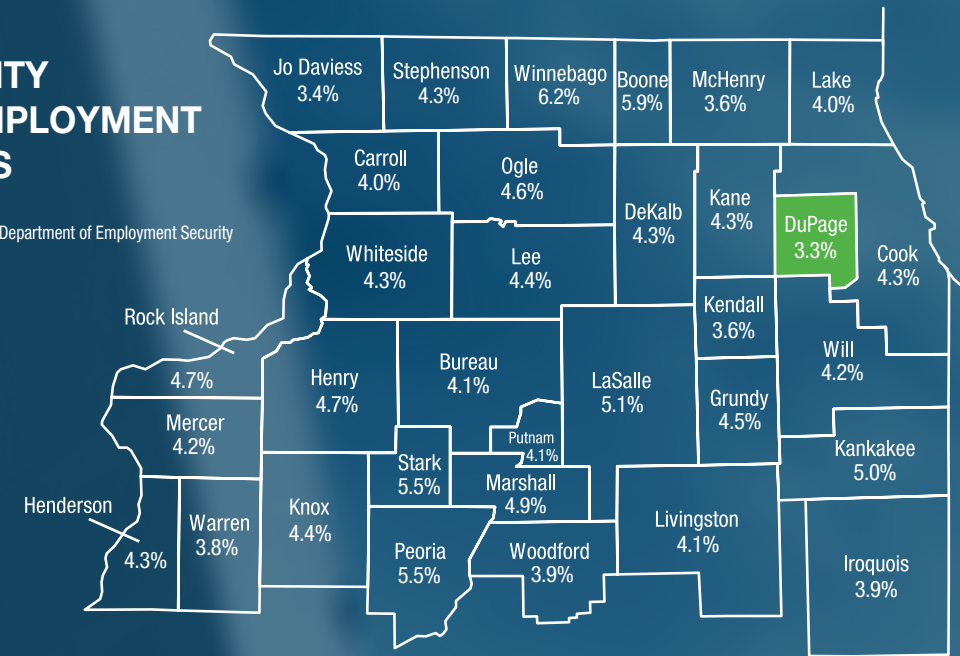 ITY
MPLOYMENT
S
Department of Employment Security
Jo Daviess
3.4%
Stephenson
4.3%
Winnebago
6.2%
Boone
5.9%
McHenry
3.6%
Lake
4.0%
Carroll
4.0%
Ogle
4.6%
DeKalb
4.3%
Kane
4.3%
DuPage
3.3%
Cook
4.3%
Whiteside
4.3%
Lee
4.4%
Kendall
3.6%
Rock Island
4.7%
Henry
4.7%
Bureau
4.1%
LaSalle
5.1%
Will
4.2%
Grundy
4.5%
Mercer
4.2%
Putnam
4.1%
Kankakee
5.0%
Stark
5.5%
Marshall
4.9%
Henderson
4.3%
Warren
3.8%
Knox
4.4%
Peoria
5.5%
Woodford
3.9%
Livingston
4.1%
Iroquois
3.9%